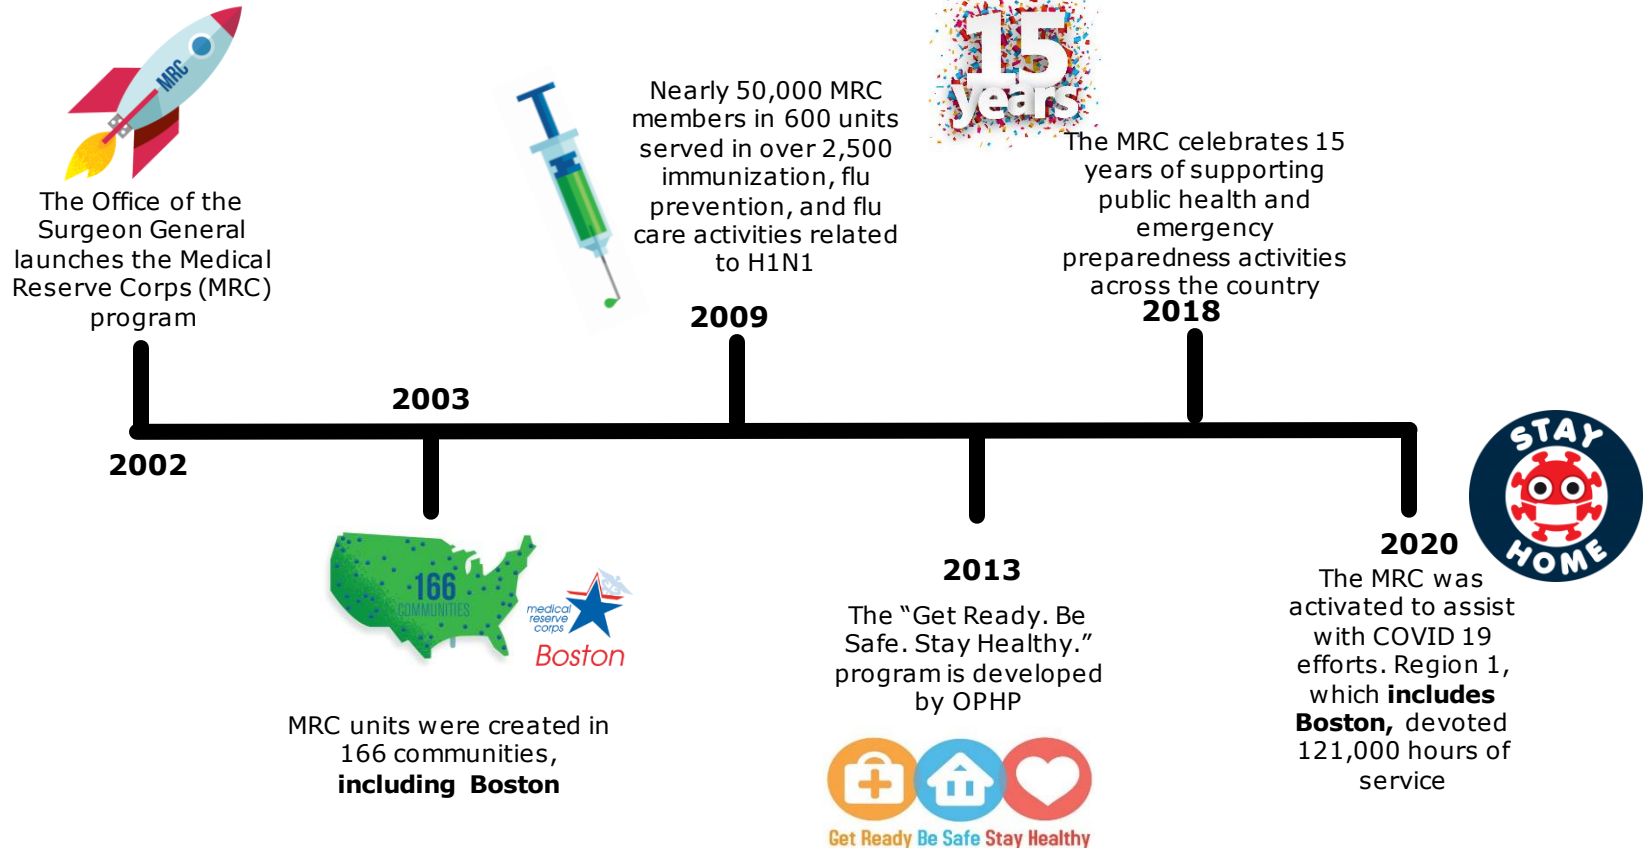 MRC
The Office of the
Surgeon General
launches the Medical
Reserve Corps (MRC)
program
2002
2003
166
COMMUNITIES
medical
reserve
corps
Boston
MRC units were created in
166 communities,
including Boston
Nearly 50,000 MRC
members in 600 units
served in over 2,500
immunization, flu
prevention, and flu
care activities related
to H1N1
2009
2013
The “Get Ready. Be
Safe. Stay Healthy.”
program is developed
by OPHP
Get Ready Be Safe Stay Healthy
15
years
The MRC celebrates 15
years of supporting
public health and
emergency
preparedness activities
across the country
2018
STAY
HOME
2020
The MRC was
activated to assist
with COVID 19
efforts. Region 1,
which includes
Boston, devoted
121,000 hours of
service